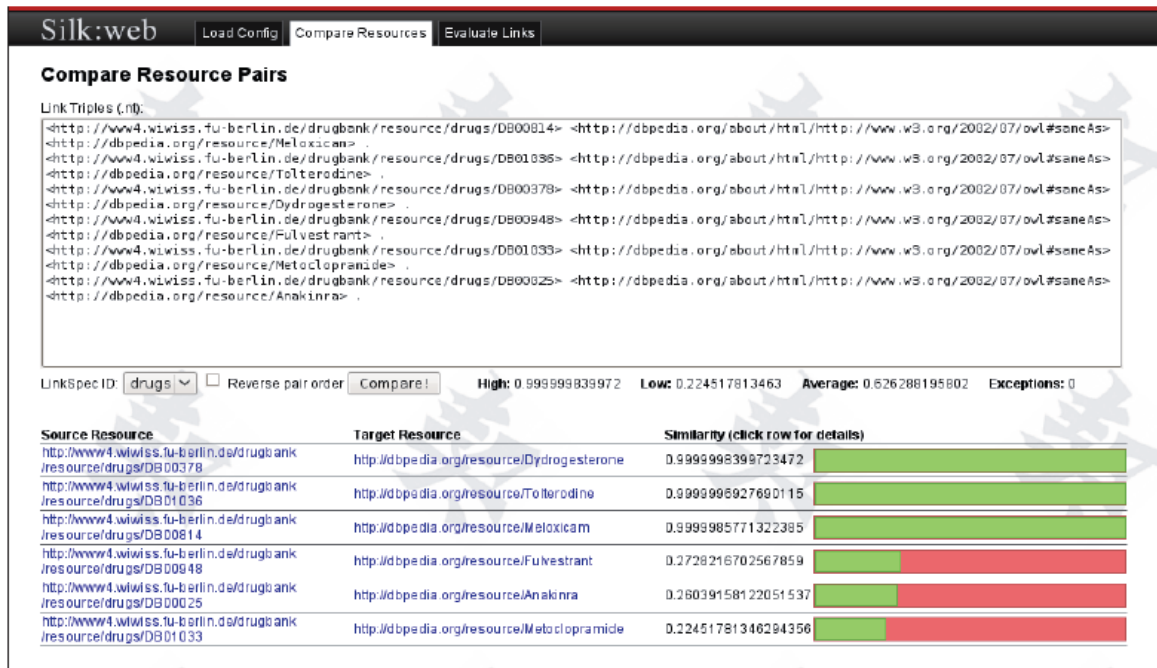 Silk:web Load Config Compare Resources Evaluate Links
Compare Resource Pairs
Link Triples (.nt):
<http://www4.wiwiss.fu-berlin.de/drugbank/resource/drugs/DB00814> <http://dbpedia.org/about/html/http://www.w3.org/2002/07/owl#sameAs>
<http://dbpedia.org/resource/Meloxicam> .
<http://www4.wiwiss.fu-berlin.de/drugbank/resource/drugs/DB01036> <http://dbpedia.org/about/html/http://www.w3.org/2002/07/owl#sameAs>
<http://dbpedia.org/resource/Tolterodine> .
<http://www4.wiwiss.fu-berlin.de/drugbank/resource/drugs/DB00378> <http://dbpedia.org/about/html/http://www.w3.org/2002/07/owl#sameAs>
<http://dbpedia.org/resource/Dydrogesterone> .
<http://www4.wiwiss.fu-berlin.de/drugbank/resource/drugs/DB00948> <http://dbpedia.org/about/html/http://www.w3.org/2002/07/owl#sameAs>
<http://dbpedia.org/resource/Fulvestrant> .
<http://www4.wiwiss.fu-berlin.de/drugbank/resource/drugs/DB01033> <http://dbpedia.org/about/html/http://www.w3.org/2002/07/owl#sameAs>
<http://dbpedia.org/resource/Metoclopramide> .
<http://www4.wiwiss.fu-berlin.de/drugbank/resource/drugs/DB00025> <http://dbpedia.org/about/html/http://www.w3.org/2002/07/owl#sameAs>
<http://dbpedia.org/resource/Anakinra> .
LinkSpec ID: drugs Reverse pair order Compare! High: 0.999999839972 Low: 0.224517813463 Average: 0.626288195802 Exceptions: 0
Source Resource Target Resource Similarity (click row for details)
http://www4.wiwiss.fu-berlin.de/drugbank
/resource/drugs/DB00378 http://dbpedia.org/resource/Dydrogesterone 0.9999998399723472
http://www4.wiwiss.fu-berlin.de/drugbank
/resource/drugs/DB01036 http://dbpedia.org/resource/Tolterodine 0.9999996927690115
http://www4.wiwiss.fu-berlin.de/drugbank
/resource/drugs/DB00814 http://dbpedia.org/resource/Meloxicam 0.9999985771322385
http://www4.wiwiss.fu-berlin.de/drugbank
/resource/drugs/DB00948 http://dbpedia.org/resource/Fulvestrant 0.2728216702567859
http://www4.wiwiss.fu-berlin.de/drugbank
/resource/drugs/DB00025 http://dbpedia.org/resource/Anakinra 0.26039158122051537
http://www4.wiwiss.fu-berlin.de/drugbank
/resource/drugs/DB01033 http://dbpedia.org/resource/Metoclopramide 0.22451781346294356